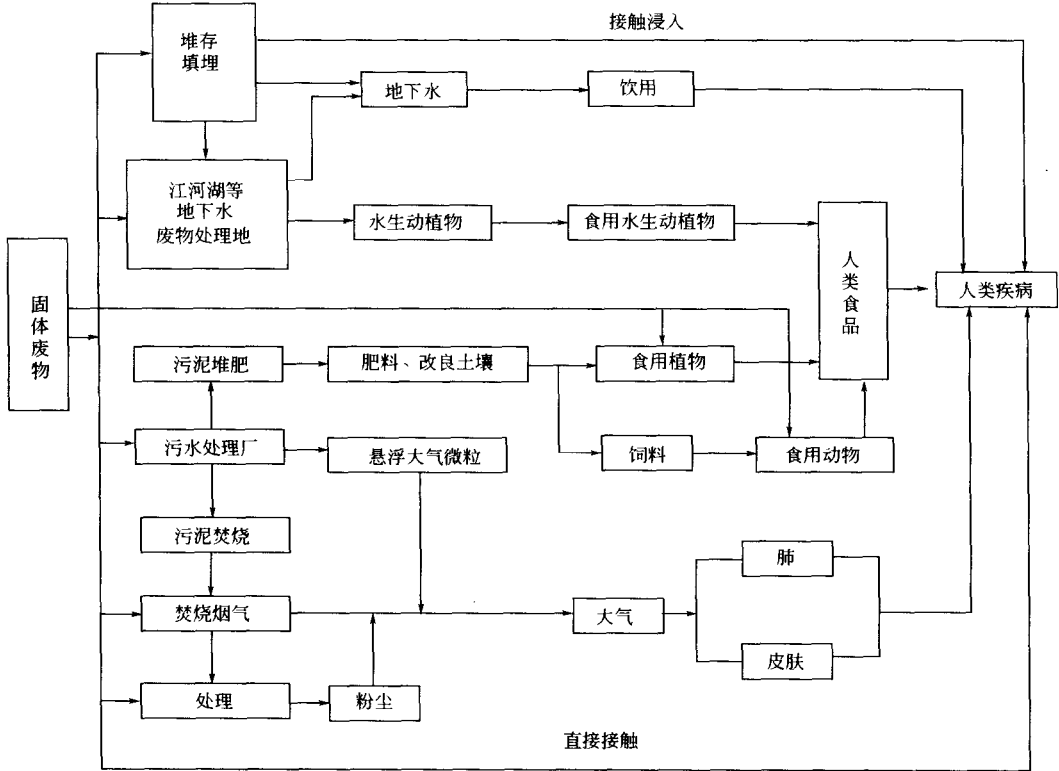 接触浸入
堆存
填埋
地下水
饮用
江河湖等
地下水
废物处理地
水生动植物
食用水生动植物
人类食品
人类疾病
固体废物
污泥堆肥
肥料、改良土壤
食用植物
污水处理厂
悬浮大气微粒
饲料
食用动物
污泥焚烧
肺
焚烧烟气
大气
皮肤
处理
粉尘
直接接触